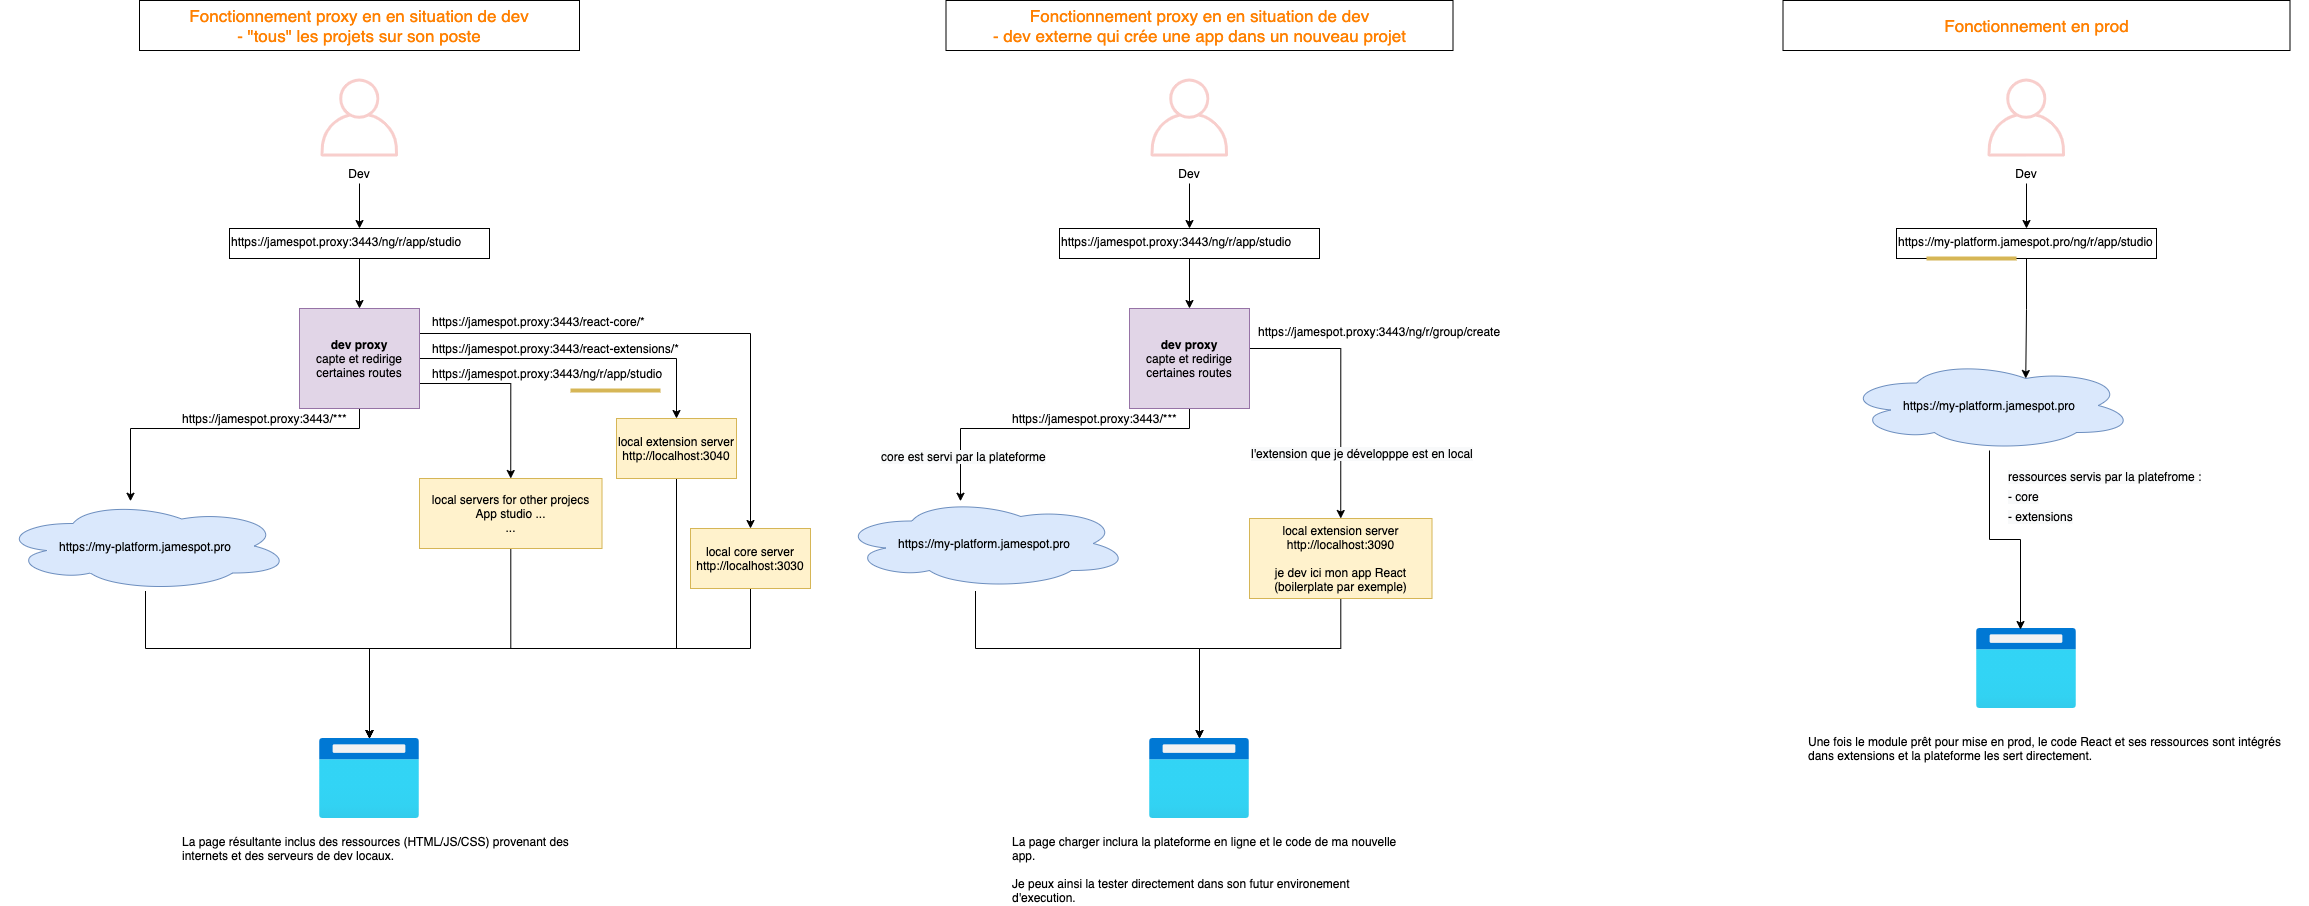 Fonctionnement proxy en en situation de dev
- "tous" les projets sur son poste
Dev
https://jamespot.proxy:3443/ng/r/app/studio
dev proxy
capte et redirige
certaines routes
https://jamespot.proxy:3443/react-core/*
https://jamespot.proxy:3443/react-extensions/*
https://jamespot.proxy:3443/ng/r/app/studio
https://jamespot.proxy:3443/***
local extension server
http://localhost:3040
local servers for other projecs
App studio ...
...
local core server
http://localhost:3030
https://my-platform.jamespot.pro
La page résultante inclus des ressources (HTML/JS/CSS) provenant des
internets et des serveurs de dev locaux.
Fonctionnement proxy en en situation de dev
- dev externe qui crée une app dans un nouveau projet
Dev
https://jamespot.proxy:3443/ng/r/app/studio
dev proxy
capte et redirige
certaines routes
https://jamespot.proxy:3443/ng/r/group/create
https://jamespot.proxy:3443/***
core est servi par la plateforme
l'extension que je développpe est en local
https://my-platform.jamespot.pro
local extension server
http://localhost:3090
je dev ici mon app React
(boilerplate par exemple)
La page charger inclura la plateforme en ligne et le code de ma nouvelle
app.
Je peux ainsi la tester directement dans son futur environement
d'execution.
Fonctionnement en prod
Dev
https://my-platform.jamespot.pro/ng/r/app/studio
https://my-platform.jamespot.pro
ressources servis par la platefrome :
- core
- extensions
Une fois le module prêt pour mise en prod, le code React et ses ressources sont intégrés
dans extensions et la plateforme les sert directement.